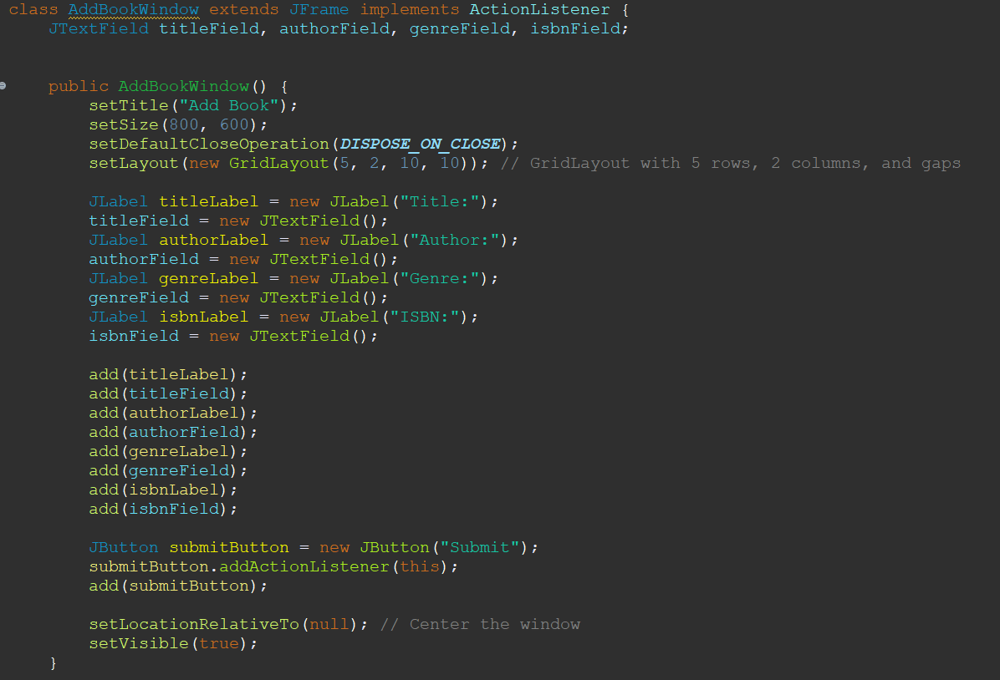 class AddBookWindow extends JFrame implements ActionListener {
    JTextField titleField, authorField, genreField, isbnField;
    public AddBookWindow() {
        setTitle("Add Book");
        setSize(800, 600);
        setDefaultCloseOperation(DISPOSE_ON_CLOSE);
        setLayout(new GridLayout(5, 2, 10, 10)); // GridLayout with 5 rows, 2 columns, and gaps
        JLabel titleLabel = new JLabel("Title:");
        titleField = new JTextField();
        JLabel authorLabel = new JLabel("Author:");
        authorField = new JTextField();
        JLabel genreLabel = new JLabel("Genre:");
        genreField = new JTextField();
        JLabel isbnLabel = new JLabel("ISBN:");
        isbnField = new JTextField();
        add(titleLabel);
        add(titleField);
        add(authorLabel);
        add(authorField);
        add(genreLabel);
        add(genreField);
        add(isbnLabel);
        add(isbnField);
        JButton submitButton = new JButton("Submit");
        submitButton.addActionListener(this);
        add(submitButton);
        setLocationRelativeTo(null); // Center the window
        setVisible(true);
    }